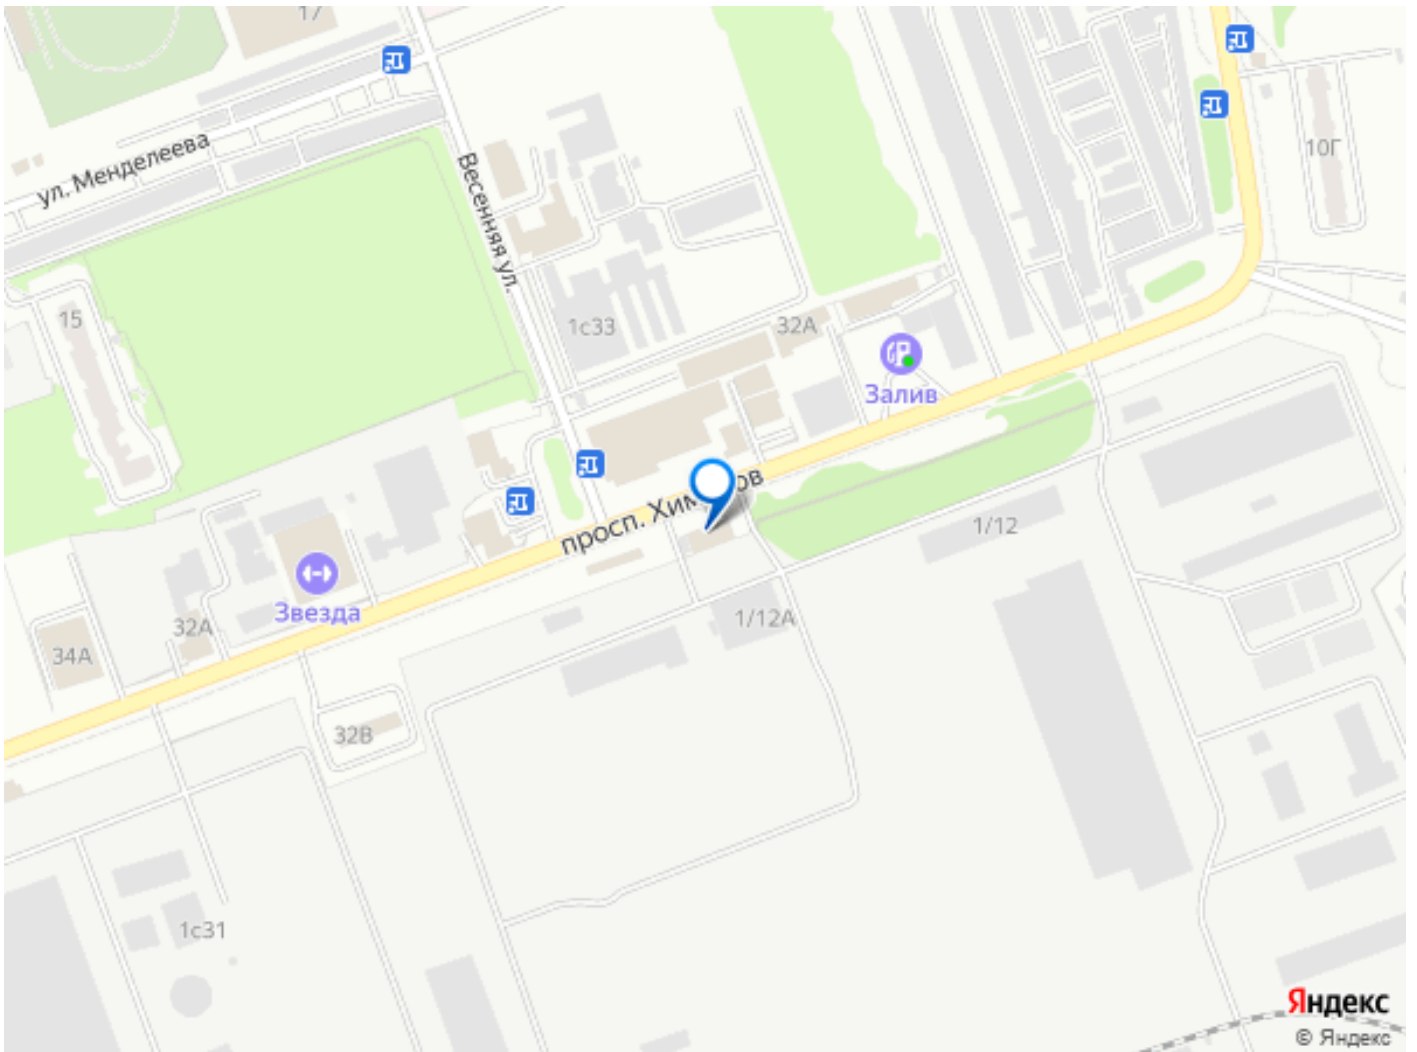 17
ул. Менделеева
Весенняя ул.
10Г
15
1с33
32А
Залив
просп. Хим
ов
1/12
Звезда
32А
1/12А
34А
32В
1с31
Яндекс
© Яндекс